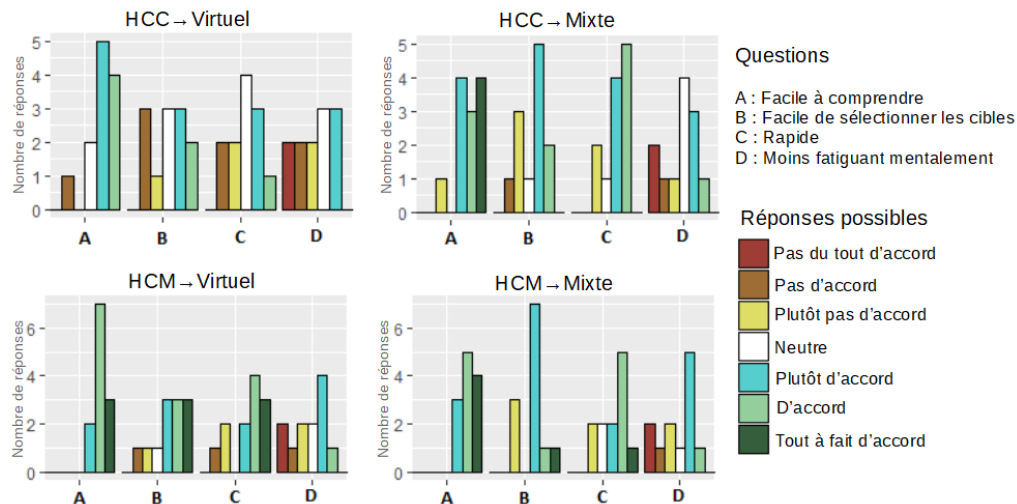 HCC→Virtuel
Nombre de réponses
5
4
3
2
1
0
A B C D
HCC→Mixte
Nombre de réponses
5
4
3
2
1
0
A B C D
Questions
A : Facile à comprendre
B : Facile de sélectionner les cibles
C : Rapide
D : Moins fatiguant mentalement
HCM→Virtuel
Nombre de réponses
6
4
2
0
A B C D
HCM→Mixte
Nombre de réponses
6
4
2
0
A B C D
Réponses possibles
Pas du tout d'accord
Pas d'accord
Plutôt pas d'accord
Neutre
Plutôt d'accord
D'accord
Tout à fait d'accord